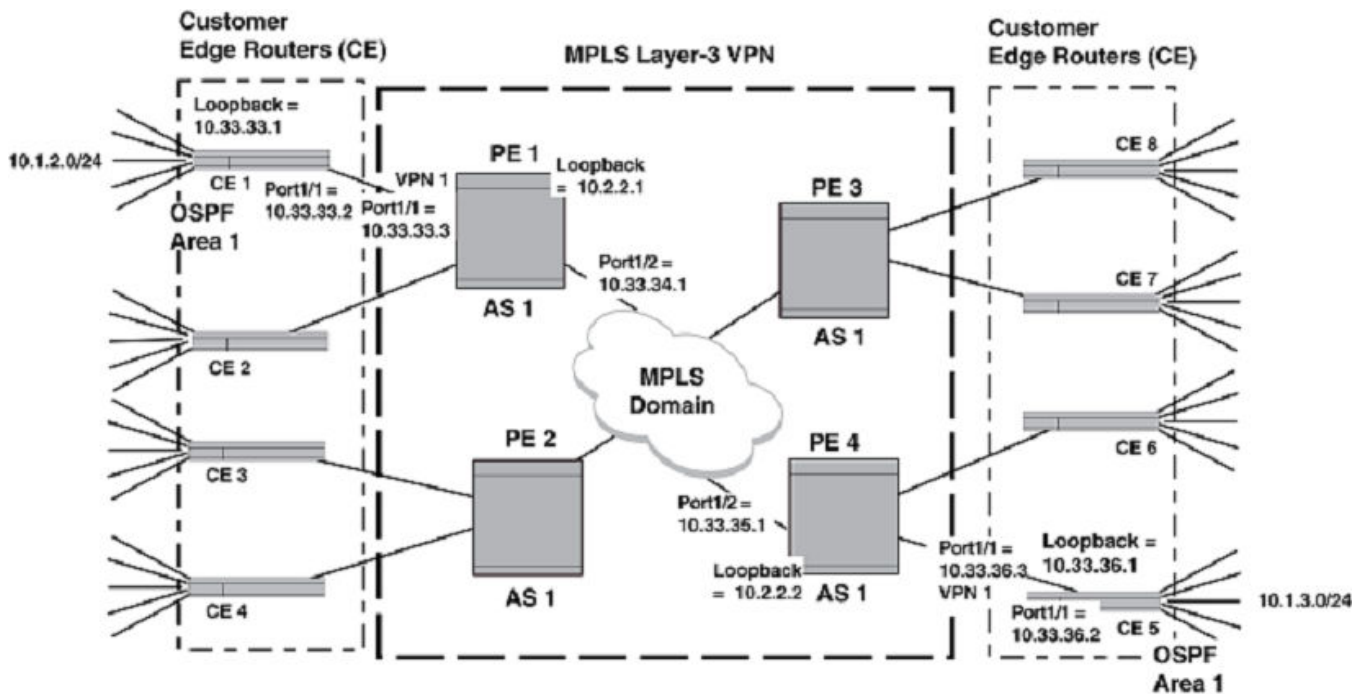 Customer
Edge Routers (CE)
MPLS Layer-3 VPN
Customer
Edge Routers (CE)
Loopback =
10.33.33.1
10.1.2.0/24
CE 1
Port1/1 =
10.33.33.2
OSPF
Area 1
VPN 1
Port1/1 =
10.33.33.3
PE 1
Loopback
= 10.2.2.1
AS 1
Port1/2 =
10.33.34.1
PE 3
AS 1
CE 8
CE 7
CE 2
MPLS
Domain
CE 3
PE 2
AS 1
CE 4
PE 4
Port1/2 =
10.33.35.1
Loopback
= 10.2.2.2
AS 1
CE 6
Port1/1 =
10.33.36.3
VPN 1
Loopback =
10.33.36.1
Port1/1 =
10.33.36.2
CE 5
10.1.3.0/24
OSPF
Area 1